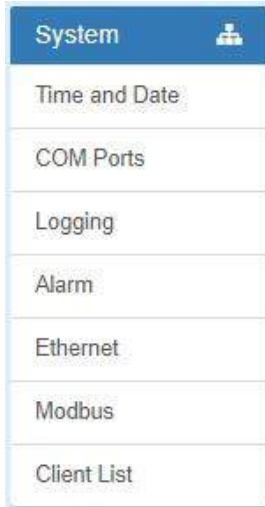 System
Time and Date
COM Ports
Logging
Alarm
Ethernet
Modbus
Client List